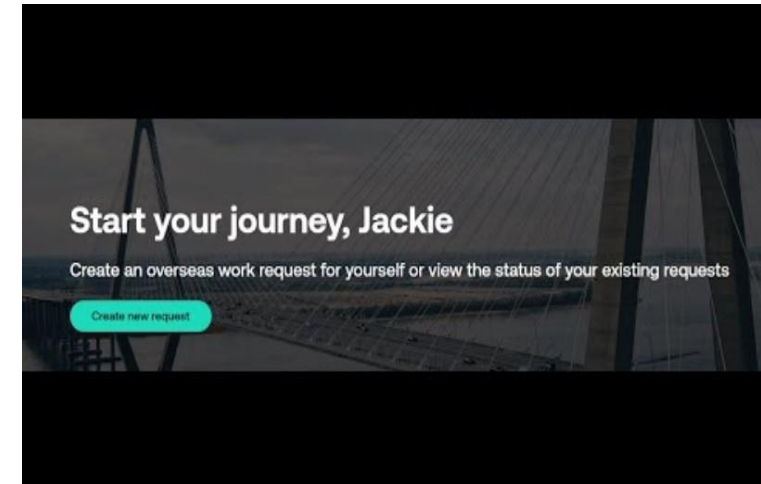 Start your journey, Jackie
Create an overseas work request for yourself or view the status of your existing requests
Create new request